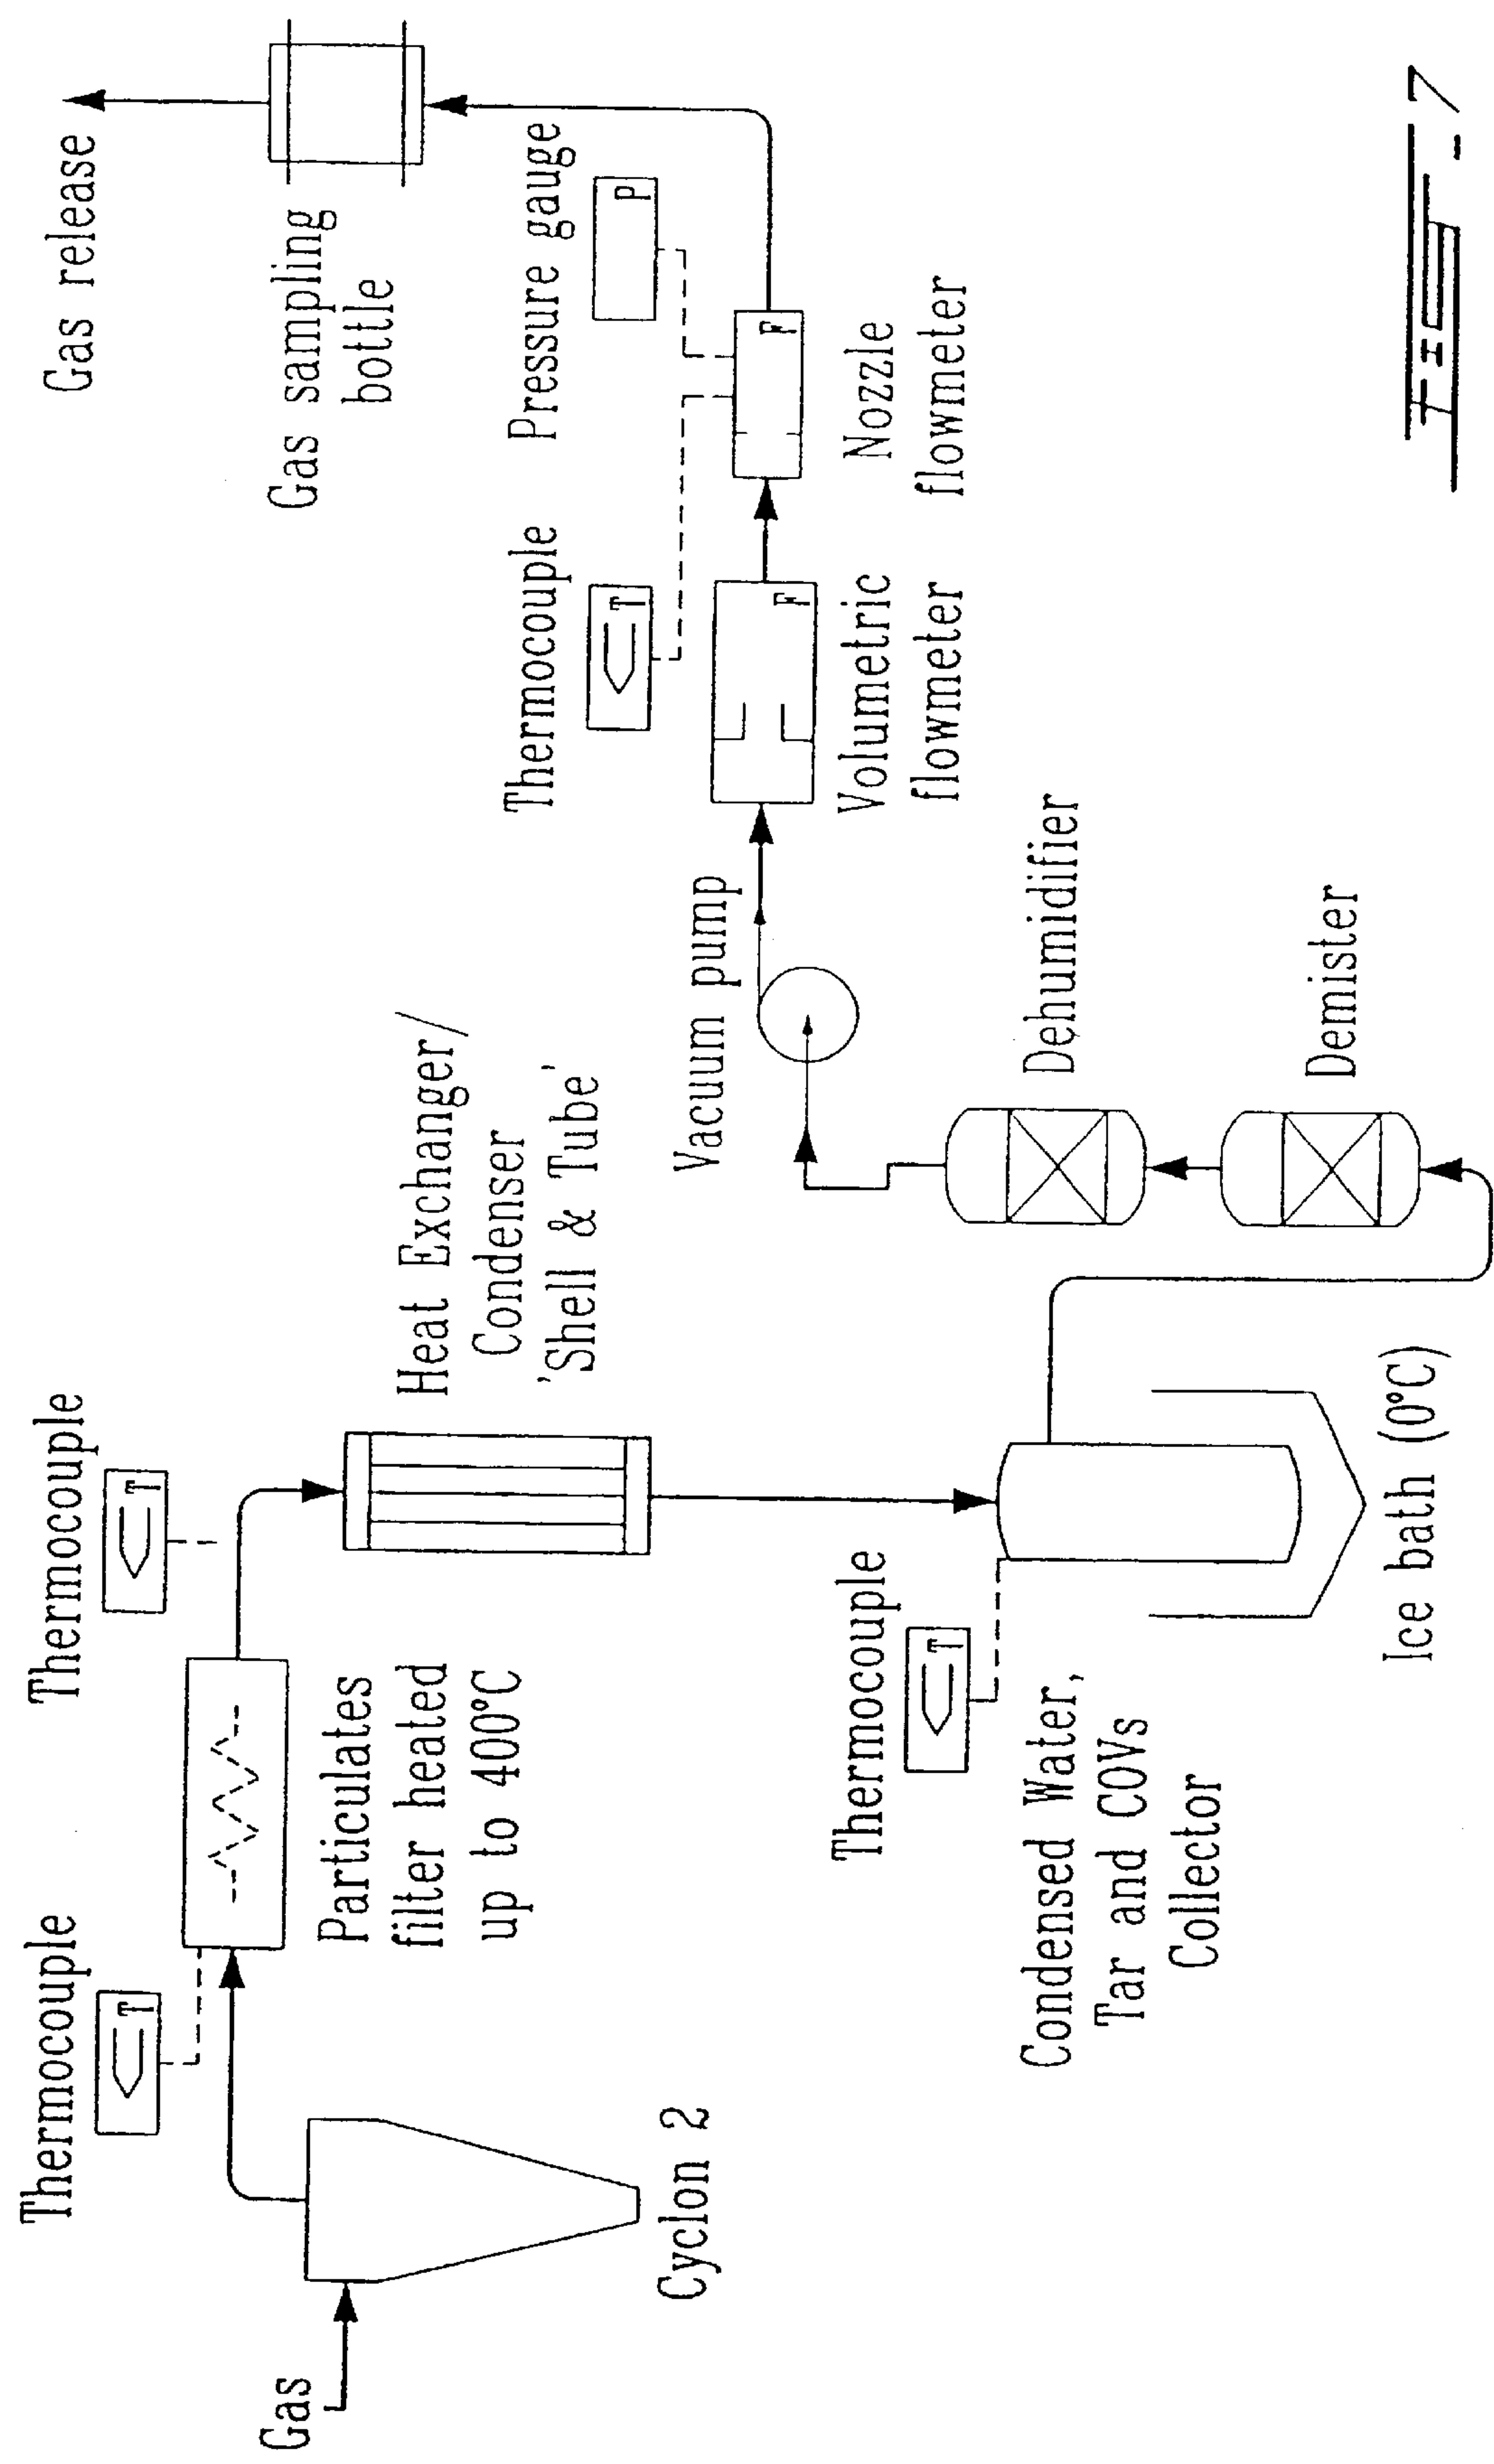 Gas
Cyclon 2
Thermocouple
T
Particulates
filter heated
up to 400°C
Thermocouple
T
Heat Exchanger/
Condenser
'Shell & Tube'
Thermocouple
T
Condensed Water,
Tar and COVs
Collector
Ice bath (0°C)
Demister
Dehumidifier
Vacuum pump
Volumetric
flowmeter
F
Thermocouple
T
Nozzle
flowmeter
F
Pressure gauge
P
Gas sampling
bottle
Gas release
FIG-7